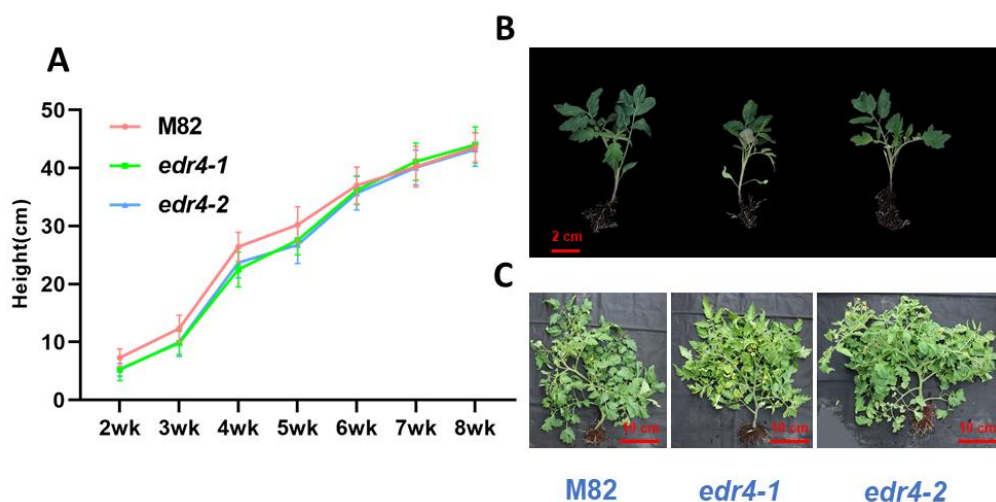 A
50
40
30
20
10
0
Height(cm)
M82
edr4-1
edr4-2
2wk 3wk 4wk 5wk 6wk 7wk 8wk
B
2 cm
C
10 cm 10 cm 10 cm
M82 edr4-1 edr4-2